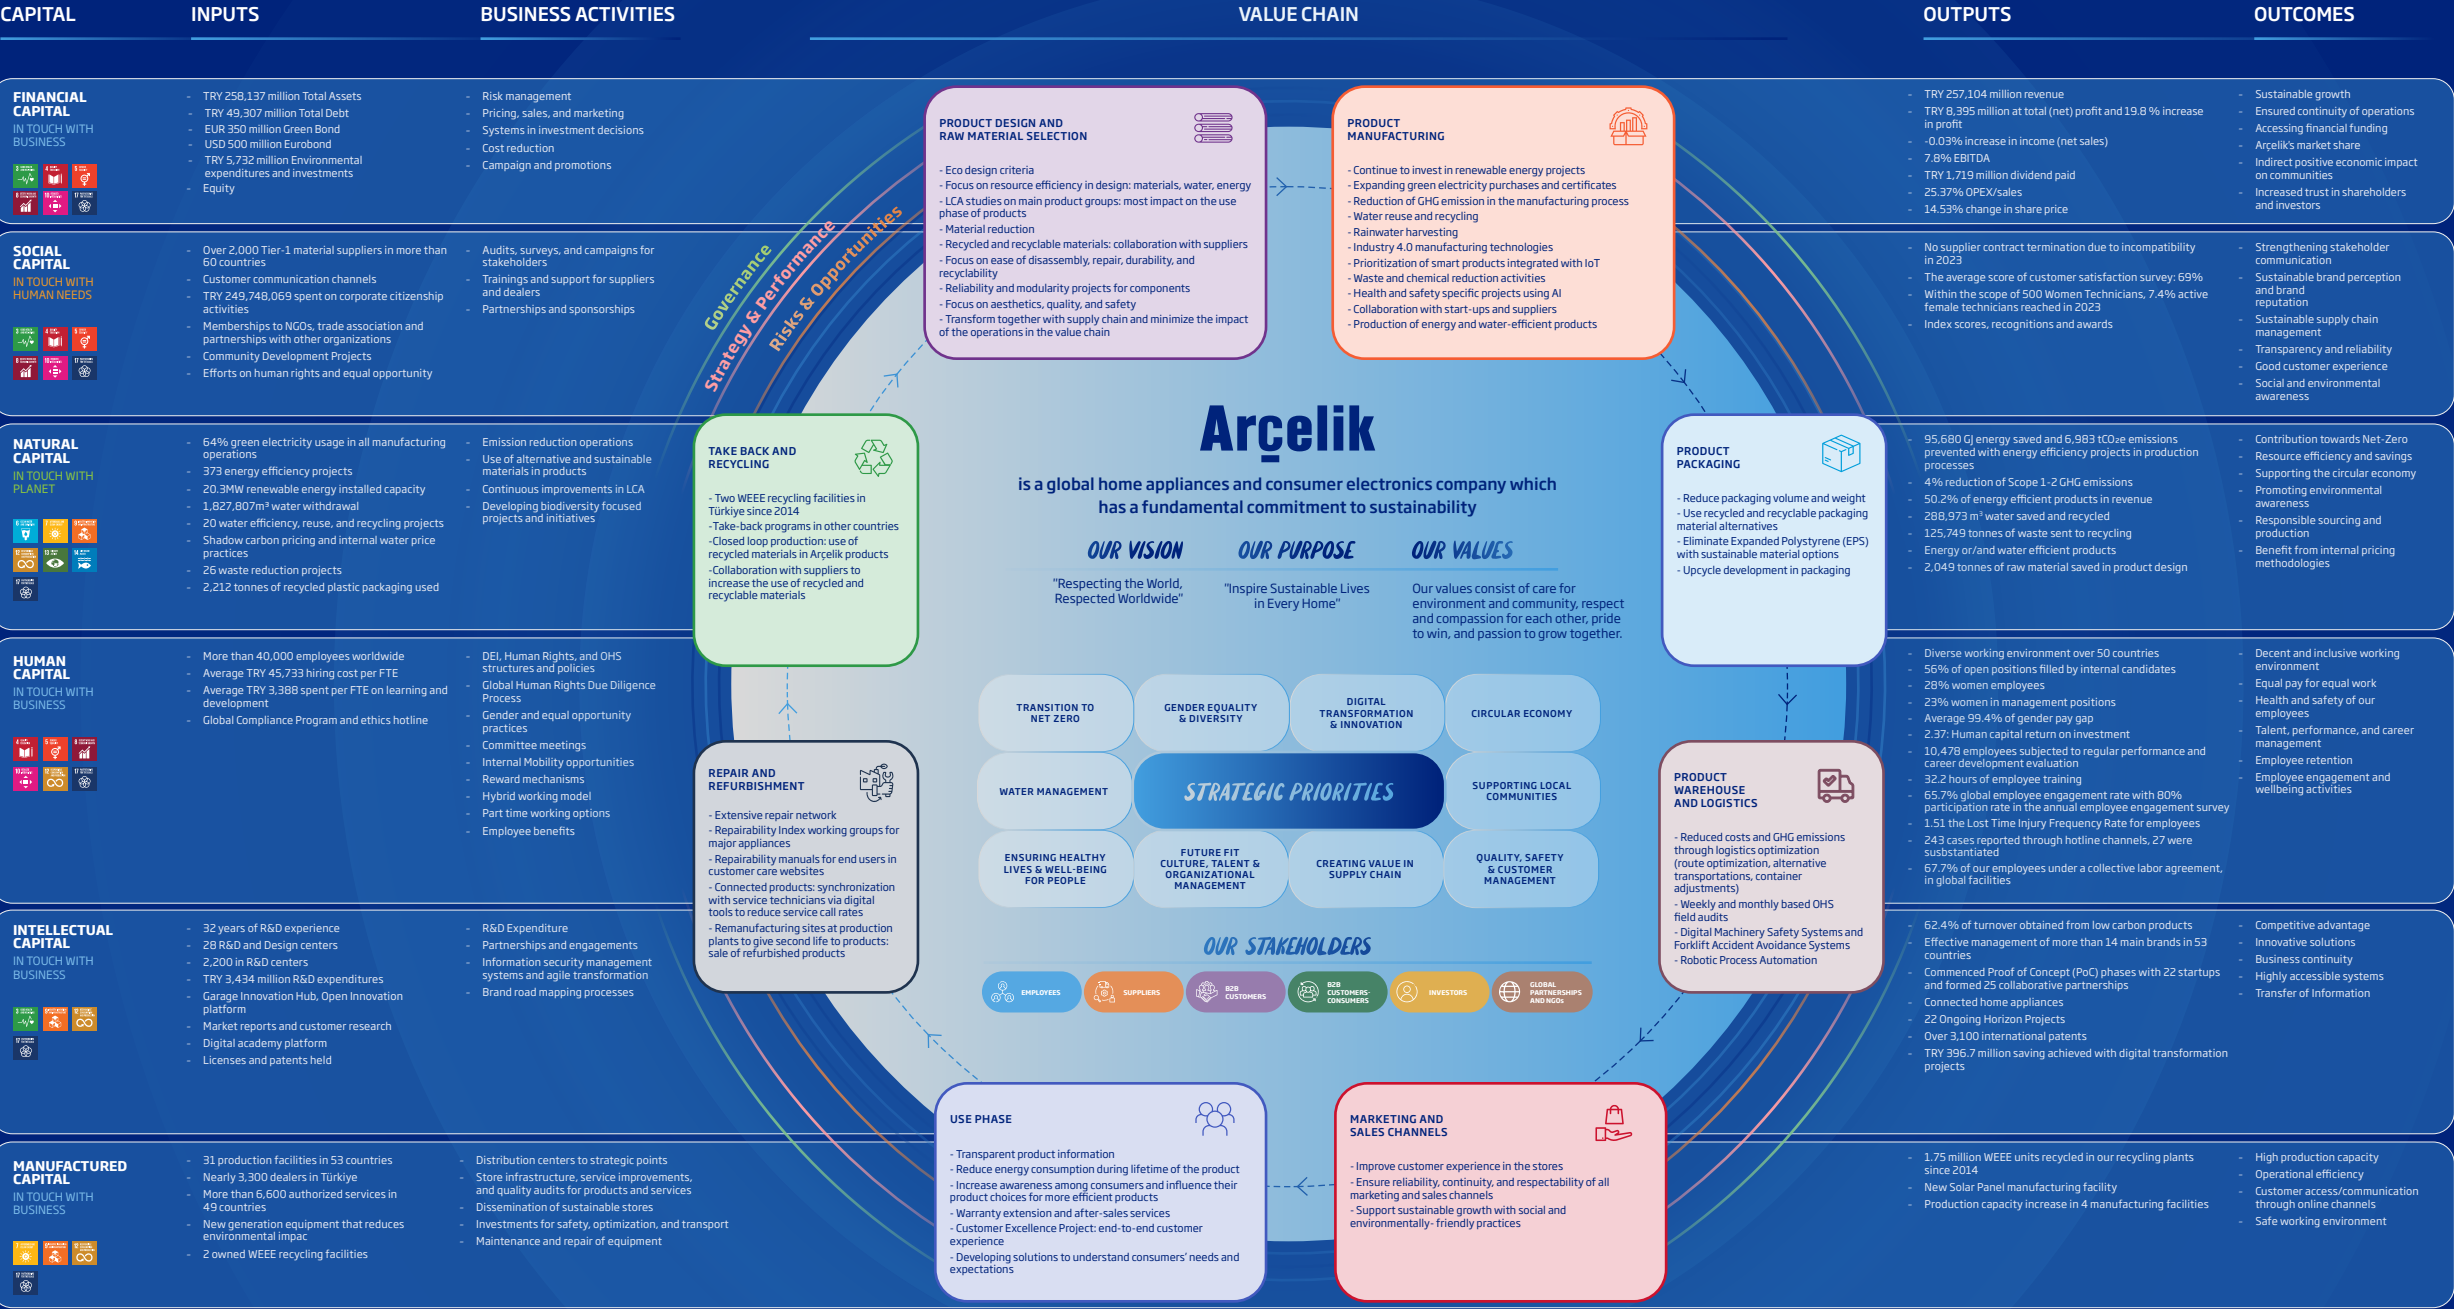 CAPITAL
INPUTS
BUSINESS ACTIVITIES
VALUE CHAIN
OUTPUTS
OUTCOMES
FINANCIAL
CAPITAL
IN TOUCH WITH
BUSINESS
- TRY 258,137 million Total Assets
- TRY 49,307 million Total Debt
- EUR 350 million Green Bond
- USD 500 million Eurobond
- TRY 5,732 million Environmental
expenditures and investments
- Equity
- Risk management
- Pricing, sales, and marketing
- Systems in investment decisions
- Cost reduction
- Campaign and promotions
- TRY 257,104 million revenue
- TRY 8,395 million at total (net) profit and 19.8 % increase
in profit
- -0.03% increase in income (net sales)
- 7.8% EBITDA
- TRY 1,719 million dividend paid
- 25.37% OPEX/sales
- 14.53% change in share price
- Sustainable growth
- Ensured continuity of operations
- Accessing financial funding
- Arçelik's market share
- Indirect positive economic impact
on communities
- Increased trust in shareholders
and investors
SOCIAL
CAPITAL
IN TOUCH WITH
HUMAN NEEDS
- Over 2,000 Tier-1 material suppliers in more than
60 countries
- Customer communication channels
- TRY 249,748,069 spent on corporate citizenship
activities
- Memberships to NGOs, trade association and
partnerships with other organizations
- Community Development Projects
- Efforts on human rights and equal opportunity
- Audits, surveys, and campaigns for
stakeholders
- Trainings and support for suppliers
and dealers
- Partnerships and sponsorships
- No supplier contract termination due to incompatibility
in 2023
- The average score of customer satisfaction survey: 69%
- Within the scope of 500 Women Technicians, 7.4% active
female technicians reached in 2023
- Index scores, recognitions and awards
- Strengthening stakeholder
communication
- Sustainable brand perception
and brand
reputation
- Sustainable supply chain
management
- Transparency and reliability
- Good customer experience
- Social and environmental
awareness
NATURAL
CAPITAL
IN TOUCH WITH
PLANET
- 64% green electricity usage in all manufacturing
operations
- 373 energy efficiency projects
- 20.3MW renewable energy installed capacity
- 1,827,807m³ water withdrawal
- 20 water efficiency, reuse, and recycling projects
- Shadow carbon pricing and internal water price
practices
- 26 waste reduction projects
- 2,212 tonnes of recycled plastic packaging used
- Emission reduction operations
- Use of alternative and sustainable
materials in products
- Continuous improvements in LCA
- Developing biodiversity focused
projects and initiatives
- 95,680 GJ energy saved and 6,983 tCO₂e emissions
prevented with energy efficiency projects in production
processes
- 4% reduction of Scope 1-2 GHG emissions
- 50.2% of energy efficient products in revenue
- 288,973 m³ water saved and recycled
- 125,749 tonnes of waste sent to recycling
- Energy or/and water efficient products
- 2,049 tonnes of raw material saved in product design
- Contribution towards Net-Zero
- Resource efficiency and savings
- Supporting the circular economy
- Promoting environmental
awareness
- Responsible sourcing and
production
- Benefit from internal pricing
methodologies
HUMAN
CAPITAL
IN TOUCH WITH
BUSINESS
- More than 40,000 employees worldwide
- Average TRY 45,733 hiring cost per FTE
- Average TRY 3,388 spent per FTE on learning and
development
- Global Compliance Program and ethics hotline
- DEI, Human Rights, and OHS
structures and policies
- Global Human Rights Due Diligence
Process
- Gender and equal opportunity
practices
- Committee meetings
- Internal Mobility opportunities
- Reward mechanisms
- Hybrid working model
- Part time working options
- Employee benefits
- Diverse working environment over 50 countries
- 56% of open positions filled by internal candidates
- 28% women employees
- 23% women in management positions
- Average 99.4% of gender pay gap
- 2.37: Human capital return on investment
- 10,478 employees subjected to regular performance and
career development evaluation
- 32.2 hours of employee training
- 65.7% global employee engagement rate with 80%
participation rate in the annual employee engagement survey
- 1.51 the Lost Time Injury Frequency Rate for employees
- 243 cases reported through hotline channels, 27 were
susbstantiated
- 67.7% of our employees under a collective labor agreement,
in global facilities
- Decent and inclusive working
environment
- Equal pay for equal work
- Health and safety of our
employees
- Talent, performance, and career
management
- Employee retention
- Employee engagement and
wellbeing activities
INTELLECTUAL
CAPITAL
IN TOUCH WITH
BUSINESS
- 32 years of R&D experience
- 28 R&D and Design centers
- 2,200 in R&D centers
- TRY 3,434 million R&D expenditures
- Garage Innovation Hub, Open Innovation
platform
- Market reports and customer research
- Digital academy platform
- Licenses and patents held
- R&D Expenditure
- Partnerships and engagements
- Information security management
systems and agile transformation
- Brand road mapping processes
- 62.4% of turnover obtained from low carbon products
- Effective management of more than 14 main brands in 53
countries
- Commenced Proof of Concept (PoC) phases with 22 startups
and formed 25 collaborative partnerships
- Connected home appliances
- 22 Ongoing Horizon Projects
- Over 3,100 international patents
- TRY 396.7 million saving achieved with digital transformation
projects
- Competitive advantage
- Innovative solutions
- Business continuity
- Highly accessible systems
- Transfer of Information
MANUFACTURED
CAPITAL
IN TOUCH WITH
BUSINESS
- 31 production facilities in 53 countries
- Nearly 3,300 dealers in Türkiye
- More than 6,600 authorized services in
49 countries
- New generation equipment that reduces
environmental impac
- 2 owned WEEE recycling facilities
- Distribution centers to strategic points
- Store infrastructure, service improvements,
and quality audits for products and services
- Dissemination of sustainable stores
- Investments for safety, optimization, and transport
- Maintenance and repair of equipment
- 1.75 million WEEE units recycled in our recycling plants
since 2014
- New Solar Panel manufacturing facility
- Production capacity increase in 4 manufacturing facilities
- High production capacity
- Operational efficiency
- Customer access/communication
through online channels
- Safe working environment
Governance
Strategy & Performance
Risks & Opportunities
PRODUCT DESIGN AND
RAW MATERIAL SELECTION
- Eco design criteria
- Focus on resource efficiency in design: materials, water, energy
- LCA studies on main product groups: most impact on the use
phase of products
- Material reduction
- Recycled and recyclable materials: collaboration with suppliers
- Focus on ease of disassembly, repair, durability, and
recyclability
- Reliability and modularity projects for components
- Focus on aesthetics, quality, and safety
- Transform together with supply chain and minimize the impact
of the operations in the value chain
PRODUCT
MANUFACTURING
- Continue to invest in renewable energy projects
- Expanding green electricity purchases and certificates
- Reduction of GHG emission in the manufacturing process
- Water reuse and recycling
- Rainwater harvesting
- Industry 4.0 manufacturing technologies
- Prioritization of smart products integrated with IoT
- Waste and chemical reduction activities
- Health and safety specific projects using AI
- Collaboration with start-ups and suppliers
- Production of energy and water-efficient products
PRODUCT
PACKAGING
- Reduce packaging volume and weight
- Use recycled and recyclable packaging
material alternatives
- Eliminate Expanded Polystyrene (EPS)
with sustainable material options
- Upcycle development in packaging
PRODUCT
WAREHOUSE
AND LOGISTICS
- Reduced costs and GHG emissions
through logistics optimization
(route optimization, alternative
transportations, container
adjustments)
- Weekly and monthly based OHS
field audits
- Digital Machinery Safety Systems and
Forklift Accident Avoidance Systems
- Robotic Process Automation
MARKETING AND
SALES CHANNELS
- Improve customer experience in the stores
- Ensure reliability, continuity, and respectability of all
marketing and sales channels
- Support sustainable growth with social and
environmentally- friendly practices
USE PHASE
- Transparent product information
- Reduce energy consumption during lifetime of the product
- Increase awareness among consumers and influence their
product choices for more efficient products
- Warranty extension and after-sales services
- Customer Excellence Project: end-to-end customer
experience
- Developing solutions to understand consumers' needs and
expectations
REPAIR AND
REFURBISHMENT
- Extensive repair network
- Repairability Index working groups for
major appliances
- Repairability manuals for end users in
customer care websites
- Connected products: synchronization
with service technicians via digital
tools to reduce service call rates
- Remanufacturing sites at production
plants to give second life to products:
sale of refurbished products
TAKE BACK AND
RECYCLING
- Two WEEE recycling facilities in
Türkiye since 2014
-Take-back programs in other countries
-Closed loop production: use of
recycled materials in Arçelik products
-Collaboration with suppliers to
increase the use of recycled and
recyclable materials
Arçelik
is a global home appliances and consumer electronics company which
has a fundamental commitment to sustainability
OUR VISION
"Respecting the World,
Respected Worldwide"
OUR PURPOSE
"Inspire Sustainable Lives
in Every Home"
OUR VALUES
Our values consist of care for
environment and community, respect
and compassion for each other, pride
to win, and passion to grow together.
TRANSITION TO
NET ZERO
GENDER EQUALITY
& DIVERSITY
DIGITAL
TRANSFORMATION
& INNOVATION
CIRCULAR ECONOMY
WATER MANAGEMENT
STRATEGIC PRIORITIES
SUPPORTING LOCAL
COMMUNITIES
ENSURING HEALTHY
LIVES & WELL-BEING
FOR PEOPLE
FUTURE FIT
CULTURE, TALENT &
ORGANIZATIONAL
MANAGEMENT
CREATING VALUE IN
SUPPLY CHAIN
QUALITY, SAFETY
& CUSTOMER
MANAGEMENT
OUR STAKEHOLDERS
EMPLOYEES
SUPPLIERS
B2B
CUSTOMERS
B2B
CUSTOMERS-
CONSUMERS
INVESTORS
GLOBAL
PARTNERSHIPS
AND NGOs